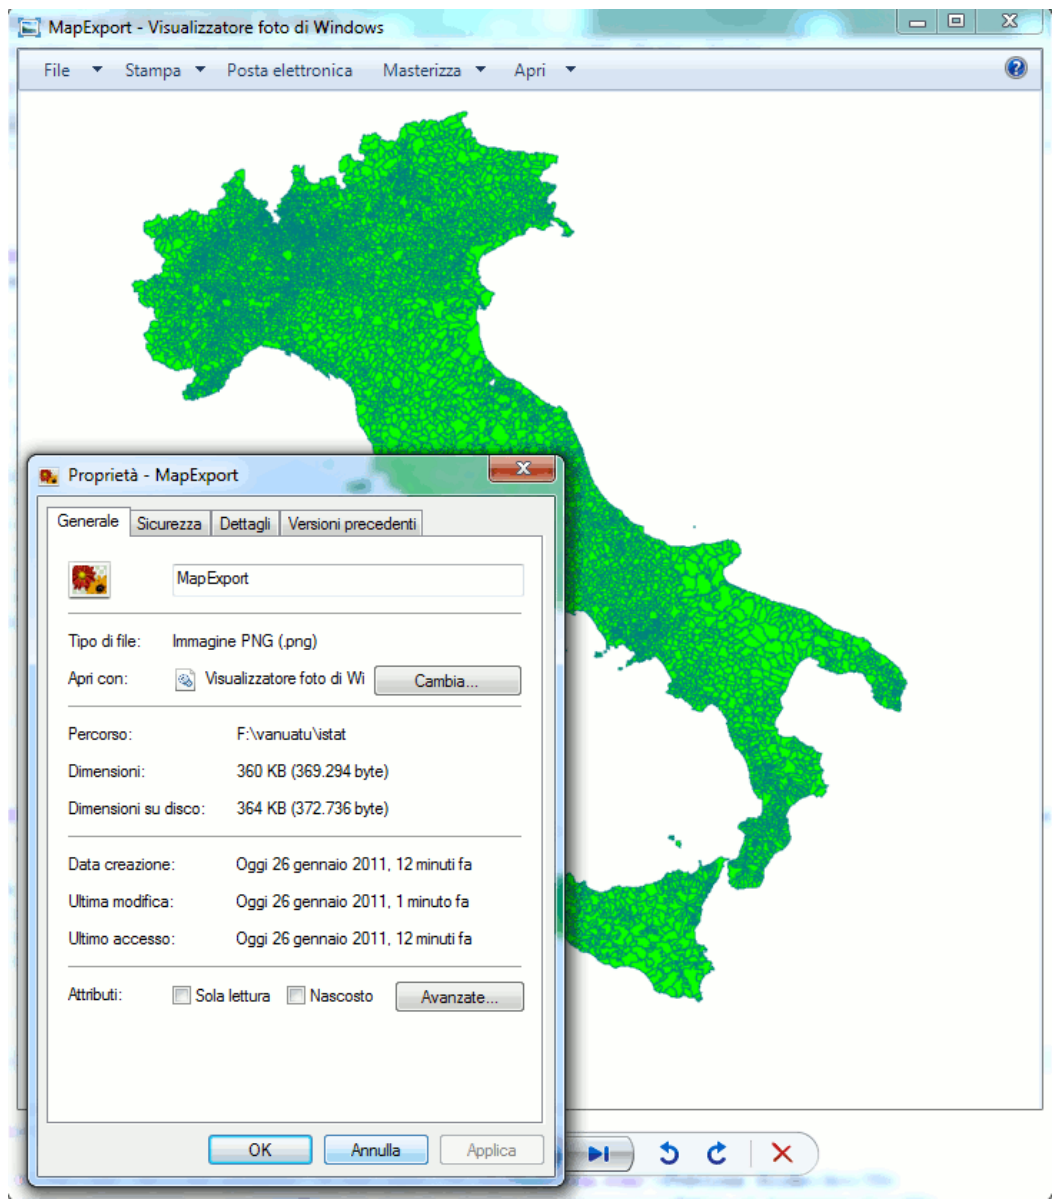 MapExport - Visualizzatore foto di Windows
File Stampa Posta elettronica Masterizza Apri
Proprietà - MapExport
Generale Sicurezza Dettagli Versioni precedenti
MapExport
Tipo di file: Immagine PNG (.png)
Apri con: Visualizzatore foto di Wi Cambia...
Percorso: F:\vanuatu\istat
Dimensioni: 360 KB (369.294 byte)
Dimensioni su disco: 364 KB (372.736 byte)
Data creazione: Oggi 26 gennaio 2011, 12 minuti fa
Ultima modifica: Oggi 26 gennaio 2011, 1 minuto fa
Ultimo accesso: Oggi 26 gennaio 2011, 12 minuti fa
Attributi: Sola lettura Nascosto Avanzate...
OK Annulla Applica